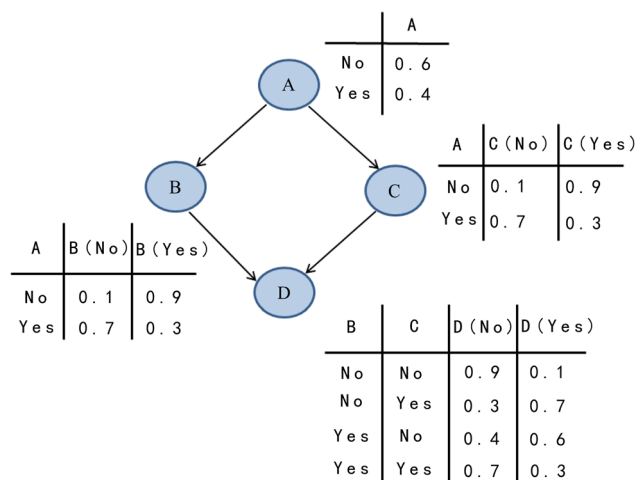 A
No 0.6
Yes 0.4
A
A C(No) C(Yes)
No 0.1 0.9
Yes 0.7 0.3
B
C
A B(No) B(Yes)
No 0.1 0.9
Yes 0.7 0.3
D
B C D(No) D(Yes)
No No 0.9 0.1
No Yes 0.3 0.7
Yes No 0.4 0.6
Yes Yes 0.7 0.3